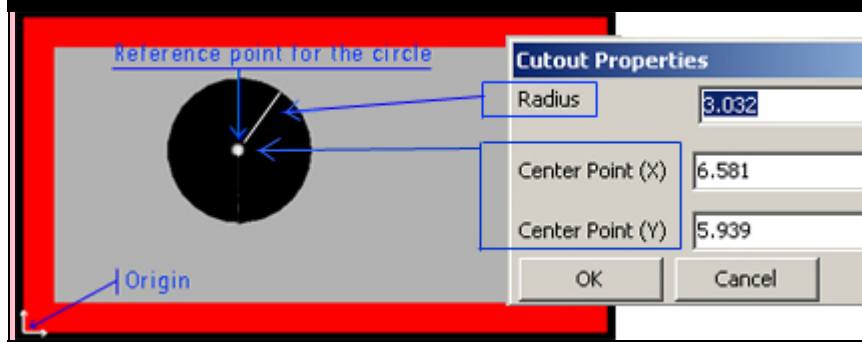 Reference point for the circle
Cutout Properties
Radius
3.032
Center Point (X)
6.581
Center Point (Y)
5.939
Origin
OK
Cancel